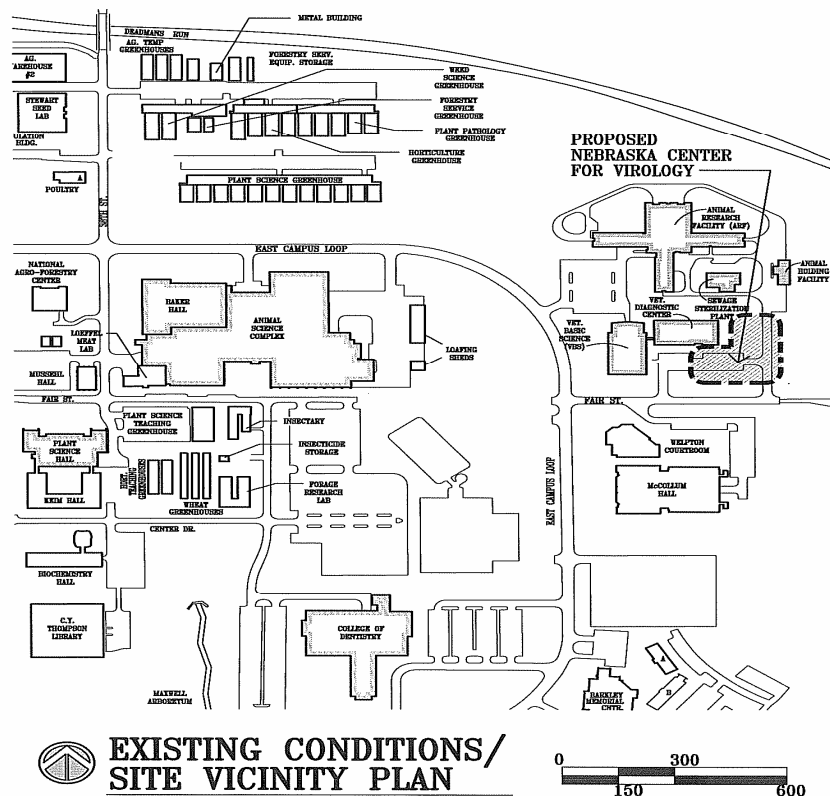 METAL BUILDING
DEADMANS RUN
AG. TEMP
GREENHOUSES
FORESTRY SERV.
EQUIP. STORAGE
AG.
#2
WEED
SCIENCE
GREENHOUSE
STEWART
SEED
LAB
FORESTRY
SERVICE
GREENHOUSE
BLDG.
PLANT PATHOLOGY
GREENHOUSE
HORTICULTURE
GREENHOUSE
PROPOSED
NEBRASKA CENTER
FOR VIROLOGY
A
POULTRY
PLANT SCIENCE GREENHOUSE
38TH ST.
ANIMAL
RESEARCH
FACILITY (ARF)
EAST CAMPUS LOOP
NATIONAL
AGRO-FORESTRY
CENTER
BAKER
HALL
ANIMAL
SCIENCE
COMPLEX
ANIMAL
HOLDING
FACILITY
SEWAGE
STERILIZATION
PLANT
VET.
DIAGNOSTIC
CENTER
VET.
BASIC
SCIENCE
(VBS)
LOEFFEL
MEAT LAB
LOAFING
SHEDS
MUSSEHL
HALL
FAIR ST.
FAIR ST.
PLANT SCIENCE
TEACHING
GREENHOUSE
INSECTARY
PLANT
SCIENCE
HALL
INSECTICIDE
STORAGE
HORT.
TEACHING
GREENHOUSES
KEIM HALL
WHEAT
GREENHOUSES
FORAGE
RESEARCH
LAB
WELPTON
COURTROOM
McCOLLUM
HALL
EAST CAMPUS LOOP
CENTER DR.
BIOCHEMISTRY
HALL
C.Y.
THOMPSON
LIBRARY
COLLEGE OF
DENTISTRY
MAXWELL
ARBORETUM
A
B
BARKLEY
MEMORIAL
CNTR.
EXISTING CONDITIONS/
SITE VICINITY PLAN
0 300
150 600